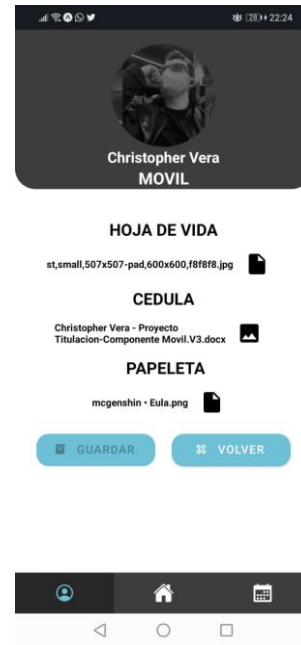 22:24
Christopher Vera
MOVIL
HOJA DE VIDA
st,small,507x507-pad,600x600,f8f8f8.jpg
CEDULA
Christopher Vera - Proyecto
Titulacion-Componente Movil.V3.docx
PAPELETA
mcgenshin • Eula.png
GUARDAR
VOLVER